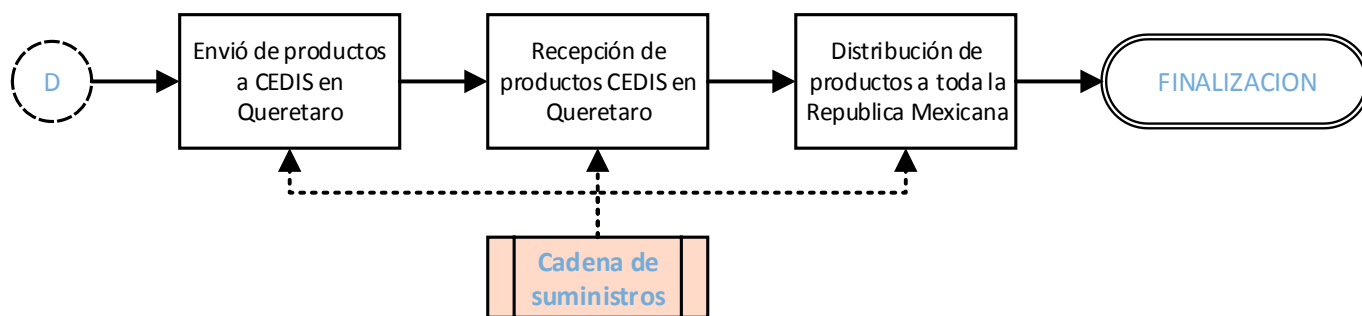 D
Envió de productos
a CEDIS en
Queretaro
Recepción de
productos CEDIS en
Queretaro
Distribución de
productos a toda la
Republica Mexicana
FINALIZACION
Cadena de
suministros